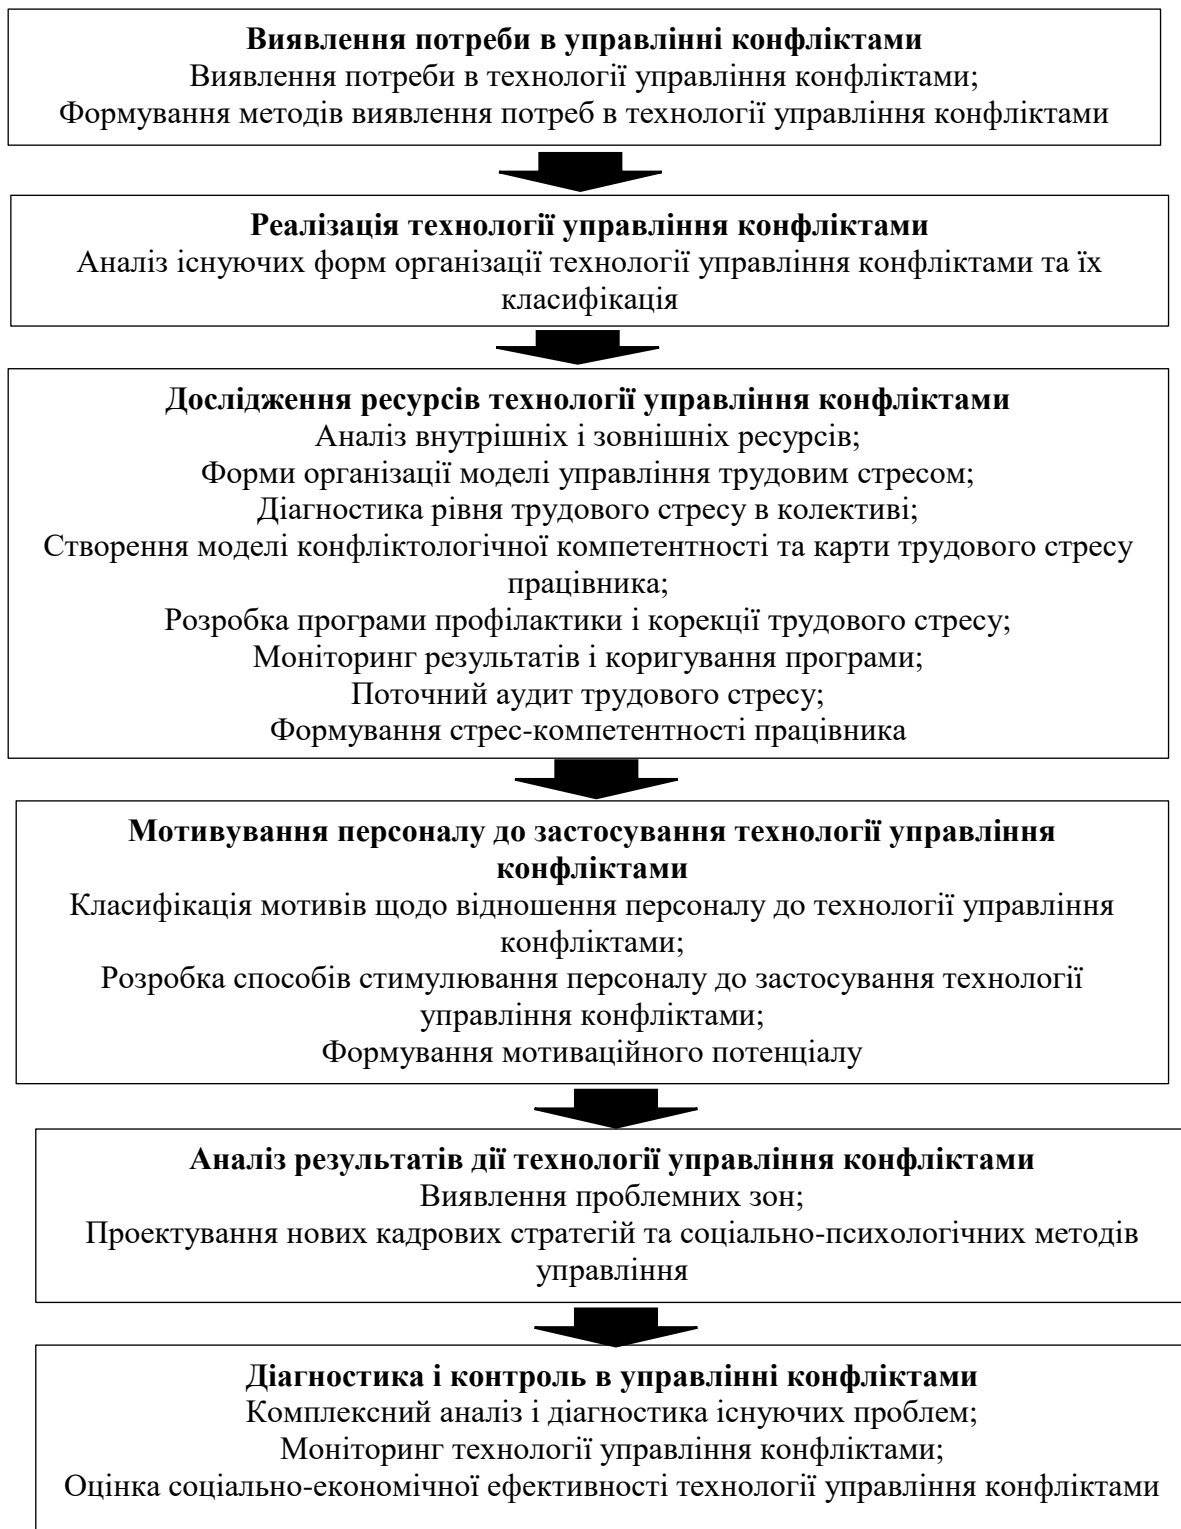 Виявлення потреби в управлінні конфліктами
Виявлення потреби в технології управління конфліктами;
Формування методів виявлення потреб в технології управління конфліктами
Реалізація технології управління конфліктами
Аналіз існуючих форм організації технології управління конфліктами та їх
класифікація
Дослідження ресурсів технології управління конфліктами
Аналіз внутрішніх і зовнішніх ресурсів;
Форми організації моделі управління трудовим стресом;
Діагностика рівня трудового стресу в колективі;
Створення моделі конфліктологічної компетентності та карти трудового стресу
працівника;
Розробка програми профілактики і корекції трудового стресу;
Моніторинг результатів і коригування програми;
Поточний аудит трудового стресу;
Формування стрес-компетентності працівника
Мотивування персоналу до застосування технології управління
конфліктами
Класифікація мотивів щодо відношення персоналу до технології управління
конфліктами;
Розробка способів стимулювання персоналу до застосування технології
управління конфліктами;
Формування мотиваційного потенціалу
Аналіз результатів дії технології управління конфліктами
Виявлення проблемних зон;
Проектування нових кадрових стратегій та соціально-психологічних методів
управління
Діагностика і контроль в управлінні конфліктами
Комплексний аналіз і діагностика існуючих проблем;
Моніторинг технології управління конфліктами;
Оцінка соціально-економічної ефективності технології управління конфліктами